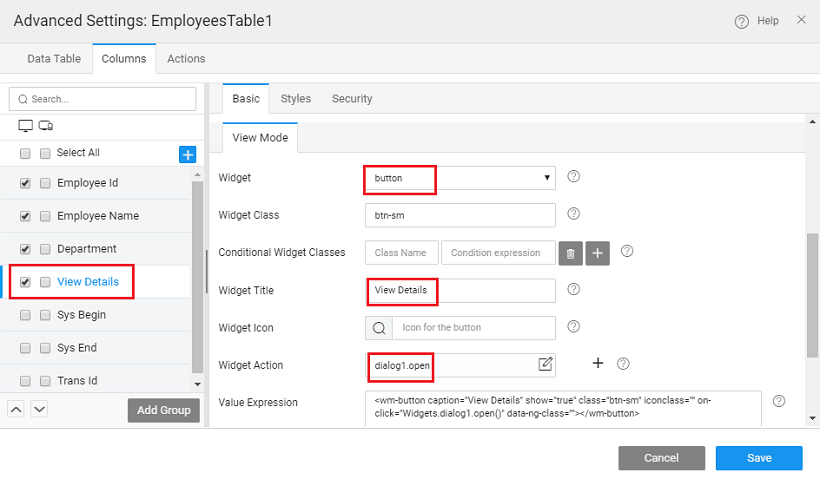 Advanced Settings: EmployeesTable1
Help
Data Table
Columns
Actions
Search...
Select All
Employee Id
Employee Name
Department
View Details
Sys Begin
Sys End
Trans Id
Add Group
Basic
Styles
Security
View Mode
Widget
button
Widget Class
btn-sm
Conditional Widget Classes
Class Name
Condition expression
Widget Title
View Details
Widget Icon
Icon for the button
Widget Action
dialog1.open
Value Expression
<wm-button caption="View Details" show="true" class="btn-sm" iconclass="" on-
click="Widgets.dialog1.open()" data-ng-class=""></wm-button>
Cancel
Save